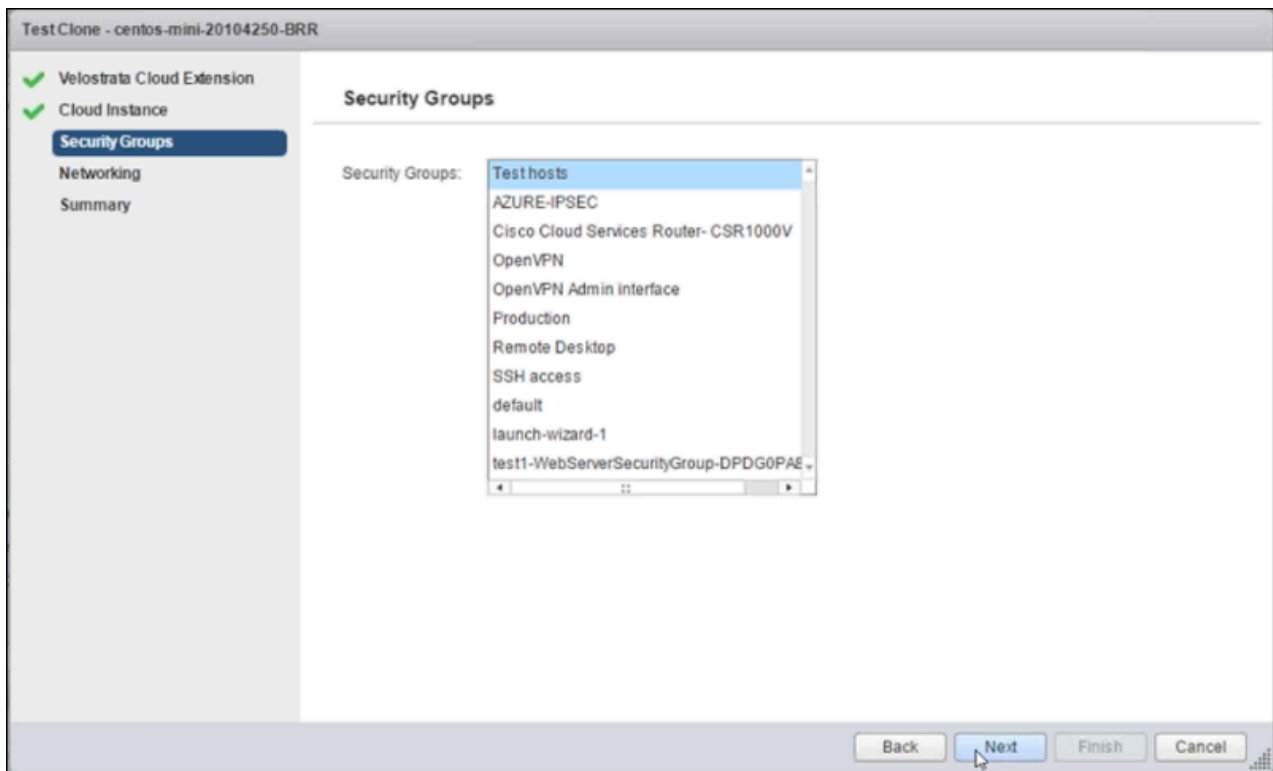 Test Clone - centos-mini-20104250-BRR
Velostrata Cloud Extension
Cloud Instance
Security Groups
Networking
Summary
Security Groups
Security Groups:
Test hosts
AZURE-IPSEC
Cisco Cloud Services Router- CSR1000V
OpenVPN
OpenVPN Admin interface
Production
Remote Desktop
SSH access
default
launch-wizard-1
test1-WebServerSecurityGroup-DPDG0PAE
Back Next Finish Cancel